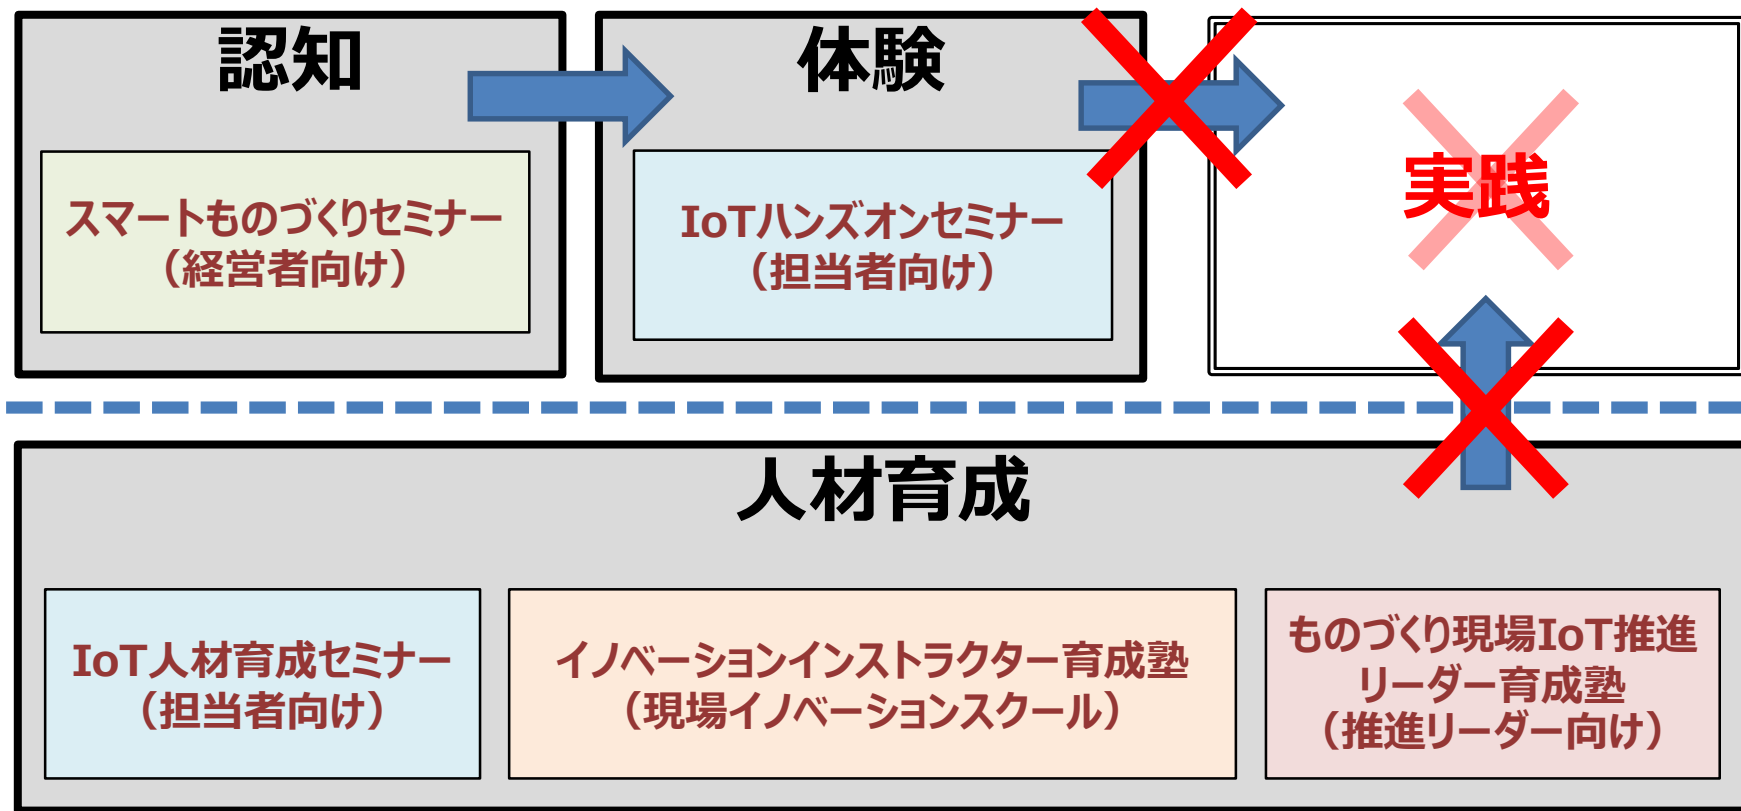 認知
スマートものづくりセミナー
（経営者向け）
体験
IoTハンズオンセミナー
（担当者向け）
実践
人材育成
IoT人材育成セミナー
（担当者向け）
イノベーションインストラクター育成塾
（現場イノベーションスクール）
ものづくり現場IoT推進
リーダー育成塾
（推進リーダー向け）